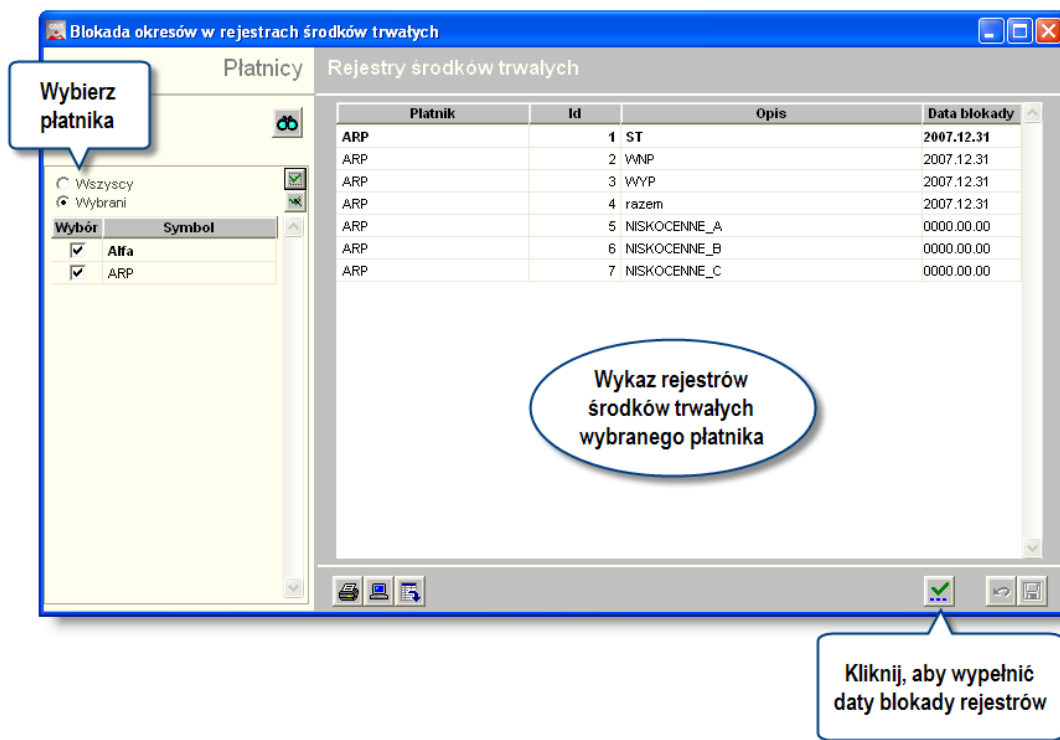 Blokada okresów w rejestrach środków trwałych
Płatnicy
Rejestry środków trwalych
Wybierz
płatnika
Wszyscy
Wybrani
Wybór Symbol
Alfa
ARP
Platnik Id Opis Data blokady
ARP 1 ST 2007.12.31
ARP 2 WNP 2007.12.31
ARP 3 WYP 2007.12.31
ARP 4 razem 2007.12.31
ARP 5 NISKOCENNE_A 0000.00.00
ARP 6 NISKOCENNE_B 0000.00.00
ARP 7 NISKOCENNE_C 0000.00.00
Wykaz rejestrów
środków trwałych
wybranego płatnika
Kliknij, aby wypełnić
daty blokady rejestrów